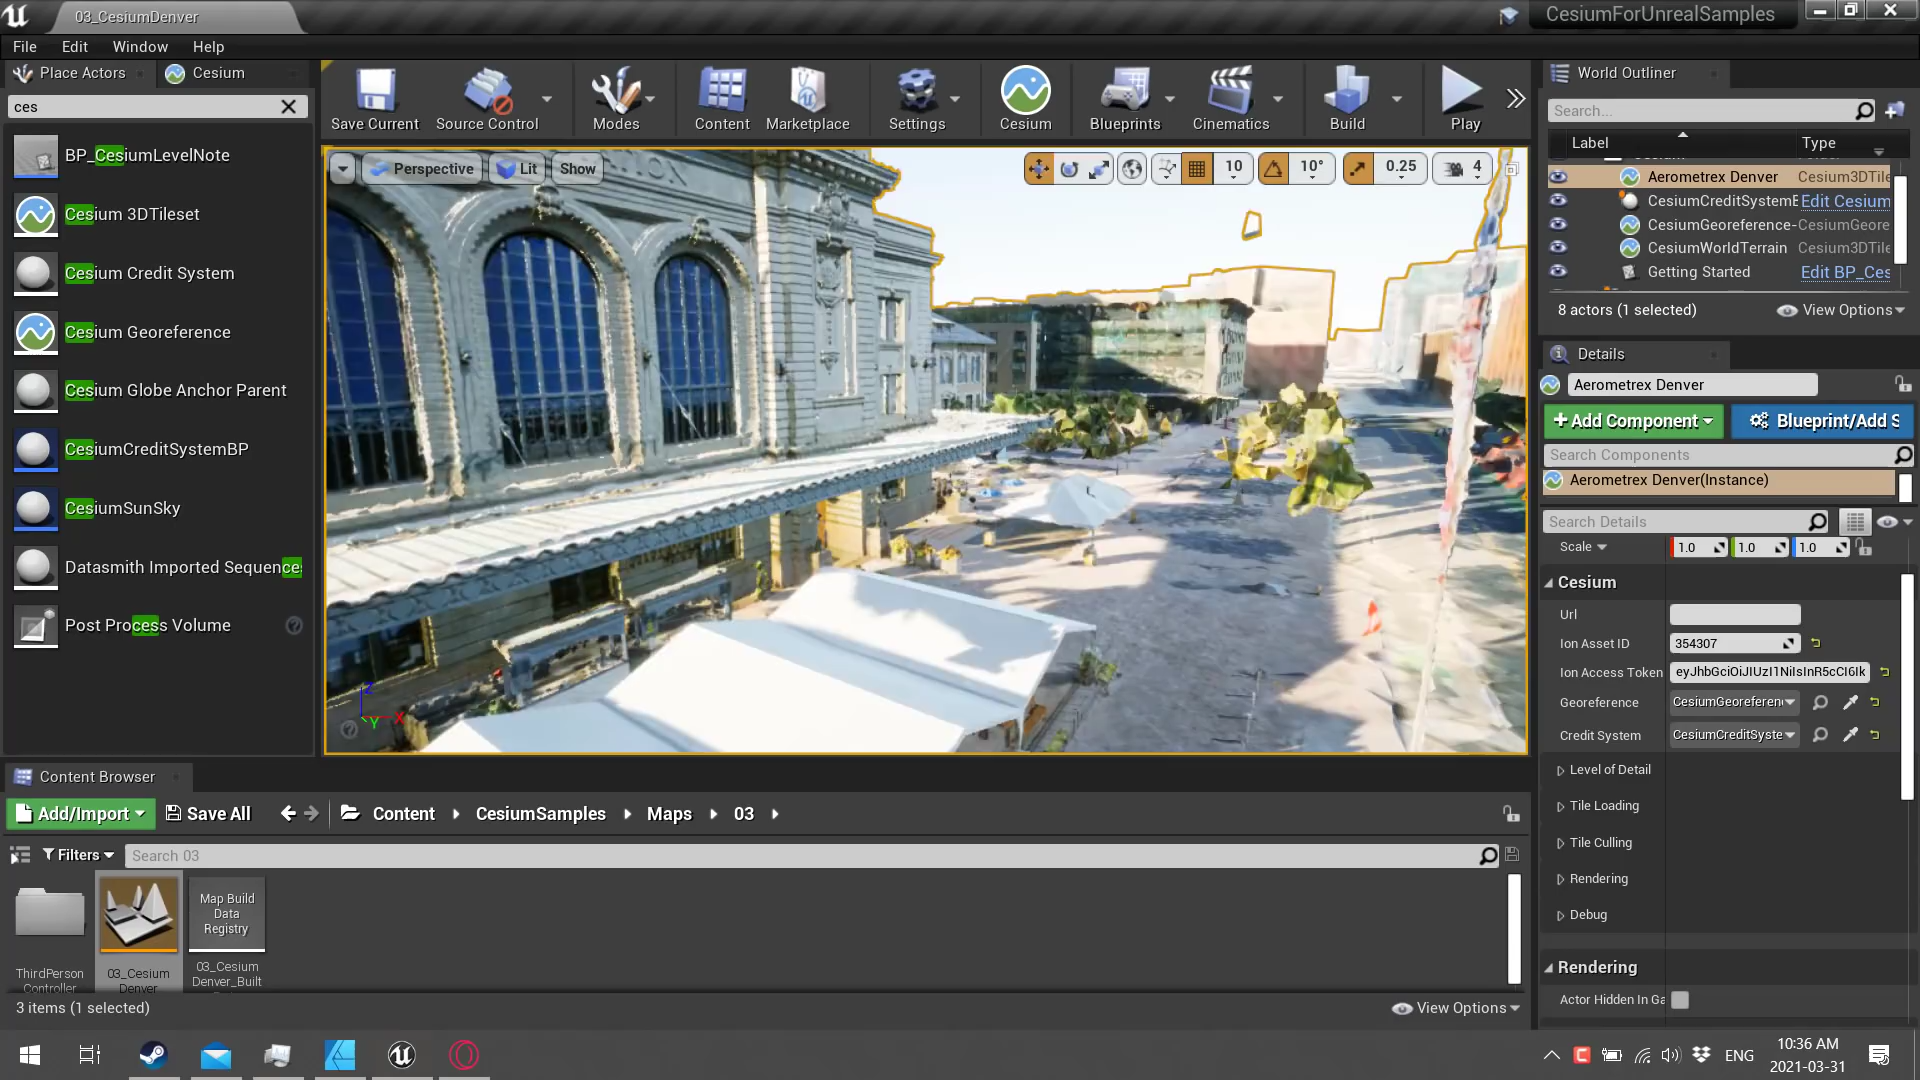 03_CesiumDenver
CesiumForUnrealSamples
File Edit Window Help
Place Actors
Cesium
ces
BP_CesiumLevelNote
Cesium 3DTileset
Cesium Credit System
Cesium Georeference
Cesium Globe Anchor Parent
CesiumCreditSystemBP
CesiumSunSky
Datasmith Imported Sequences
Post Process Volume
Save Current
Source Control
Modes
Content
Marketplace
Settings
Cesium
Blueprints
Cinematics
Build
Play
Perspective
Lit
Show
10
10°
0.25
4
X
Y
Z
World Outliner
Search...
Label Type
Aerometrex Denver Cesium3DTile
CesiumCreditSystemE Edit Cesium
CesiumGeoreference- CesiumGeore
CesiumWorldTerrain Cesium3DTile
Getting Started Edit BP_Ces
8 actors (1 selected)
View Options
Details
Aerometrex Denver
+Add Component
Blueprint/Add S
Search Components
Aerometrex Denver(Instance)
Search Details
Scale 1.0 1.0 1.0
Cesium
Url
Ion Asset ID 354307
Ion Access Token eyJhbGciOiJIUzI1NiIsInR5cCI6Ik
Georeference CesiumGeoreferen
Credit System CesiumCreditSyste
Level of Detail
Tile Loading
Tile Culling
Rendering
Debug
Rendering
Actor Hidden In Ga
Content Browser
Add/Import
Save All
Content
CesiumSamples
Maps
03
Filters
Search 03
ThirdPerson
Controller
03_Cesium
Denver
Map Build
Data
Registry
03_Cesium
Denver_Built
3 items (1 selected)
View Options
ENG
10:36 AM
2021-03-31